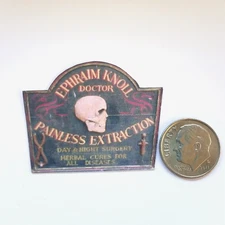 EPHRAIM KNOLL
DOCTOR
PAINLESS EXTRACTION
DAY & NIGHT SURGERY
HERBAL CURES FOR
ALL DISEASES